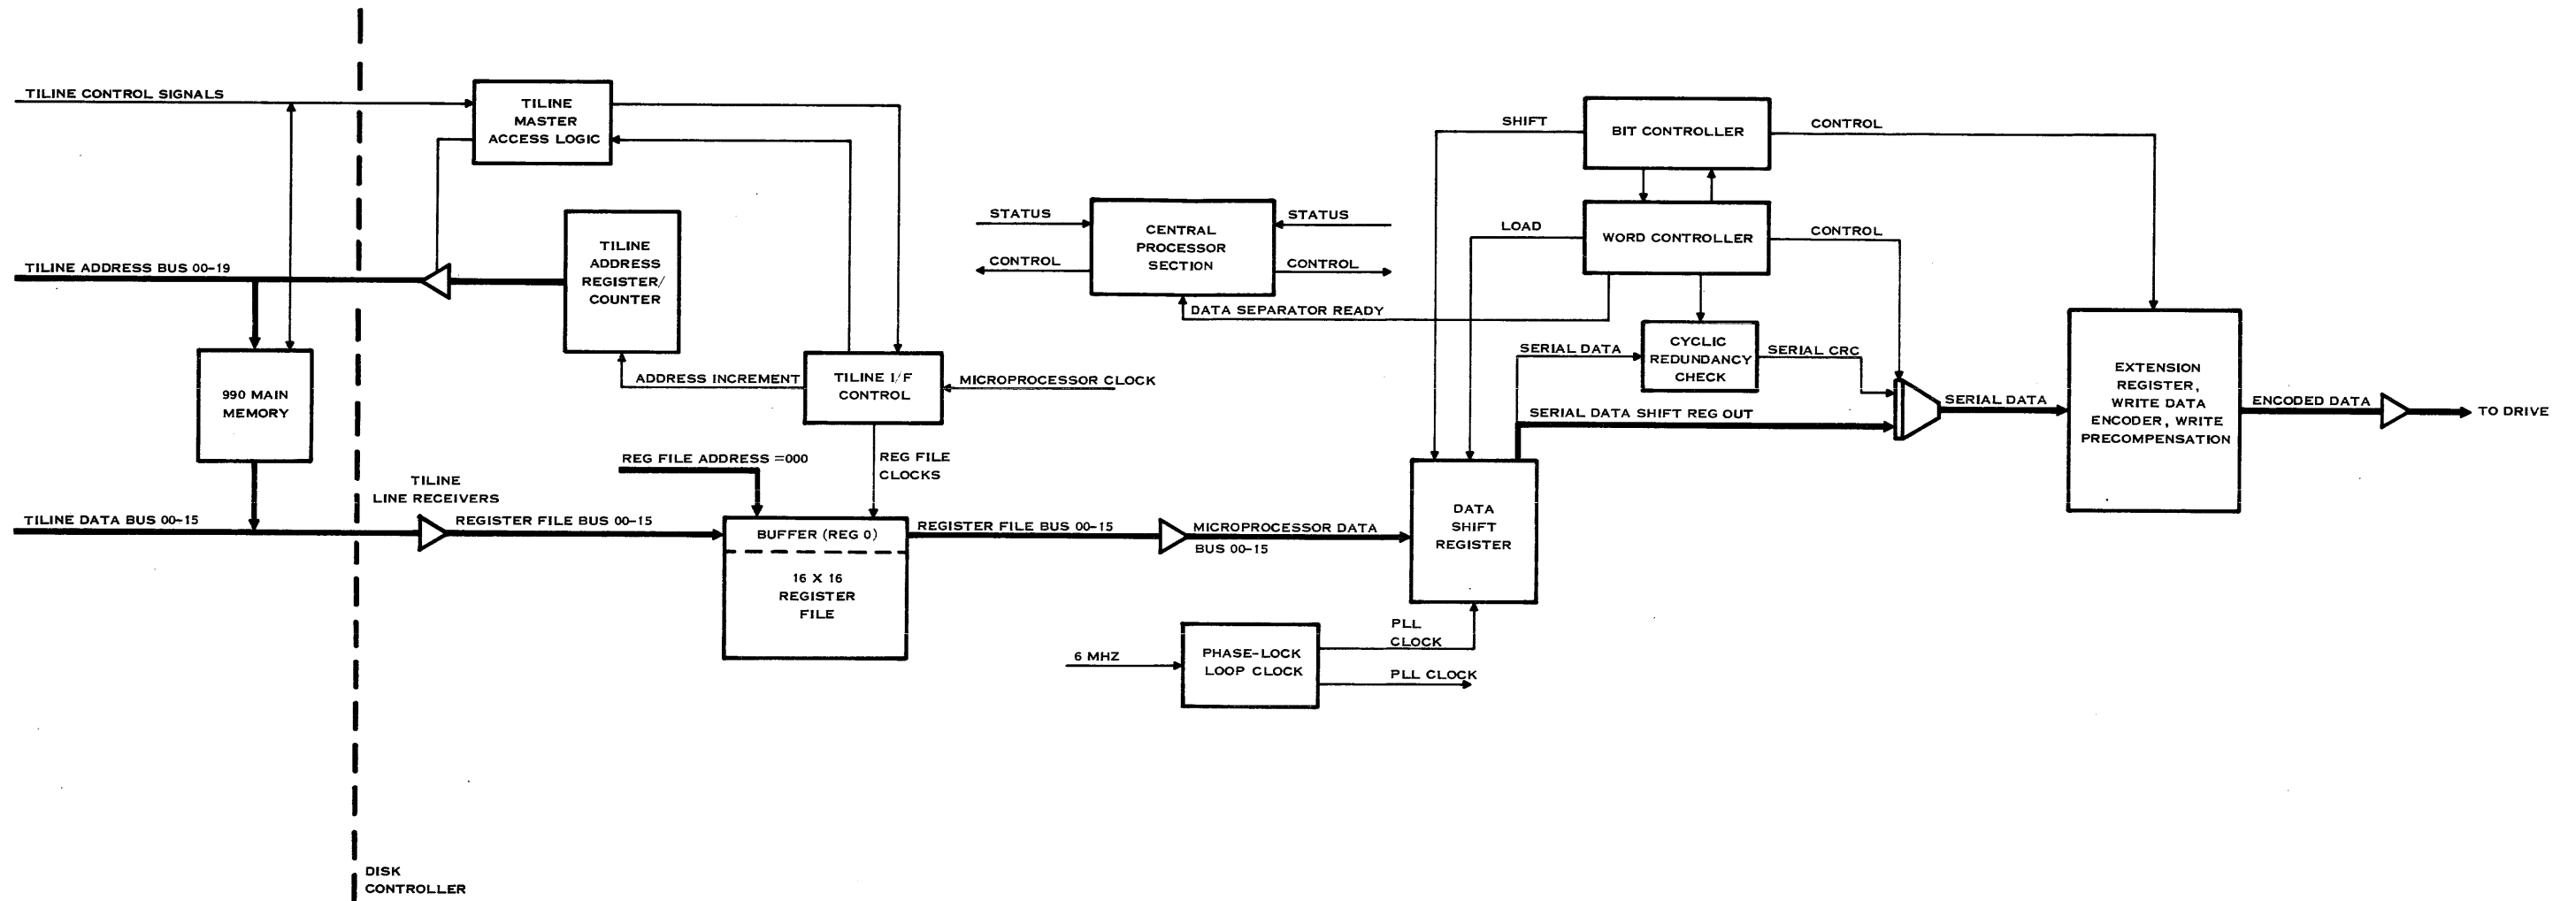 TILINE CONTROL SIGNALS
TILINE
MASTER
ACCESS LOGIC
TILINE ADDRESS BUS 00-19
TILINE
ADDRESS
REGISTER/
COUNTER
990 MAIN
MEMORY
ADDRESS INCREMENT
TILINE I/F
CONTROL
MICROPROCESSOR CLOCK
REG FILE ADDRESS =000
REG FILE
CLOCKS
TILINE
LINE RECEIVERS
TILINE DATA BUS 00-15
REGISTER FILE BUS 00-15
BUFFER (REG 0)
16 X 16
REGISTER
FILE
REGISTER FILE BUS 00-15
MICROPROCESSOR DATA
BUS 00-15
STATUS
CONTROL
CENTRAL
PROCESSOR
SECTION
STATUS
CONTROL
DATA SEPARATOR READY
SHIFT
BIT CONTROLLER
CONTROL
LOAD
WORD CONTROLLER
CONTROL
SERIAL DATA
CYCLIC
REDUNDANCY
CHECK
SERIAL CRC
SERIAL DATA SHIFT REG OUT
DATA
SHIFT
REGISTER
6 MHZ
PHASE-LOCK
LOOP CLOCK
PLL
CLOCK
PLL CLOCK
SERIAL DATA
EXTENSION
REGISTER,
WRITE DATA
ENCODER, WRITE
PRECOMPENSATION
ENCODED DATA
TO DRIVE
DISK
CONTROLLER